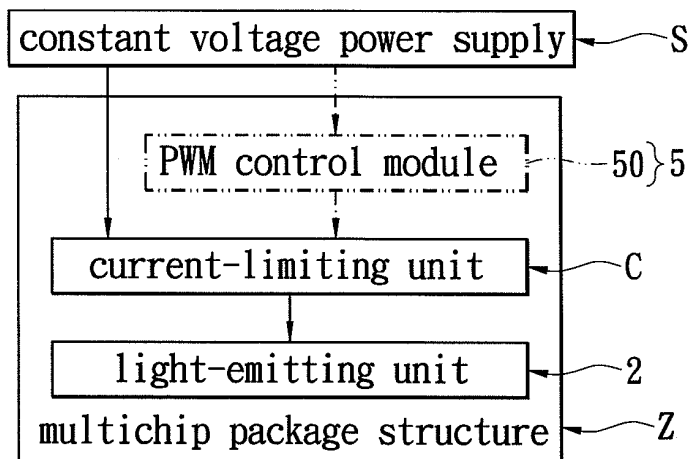 constant voltage power supply S
PWM control module 50}5
current-limiting unit C
light-emitting unit 2
multichip package structure Z